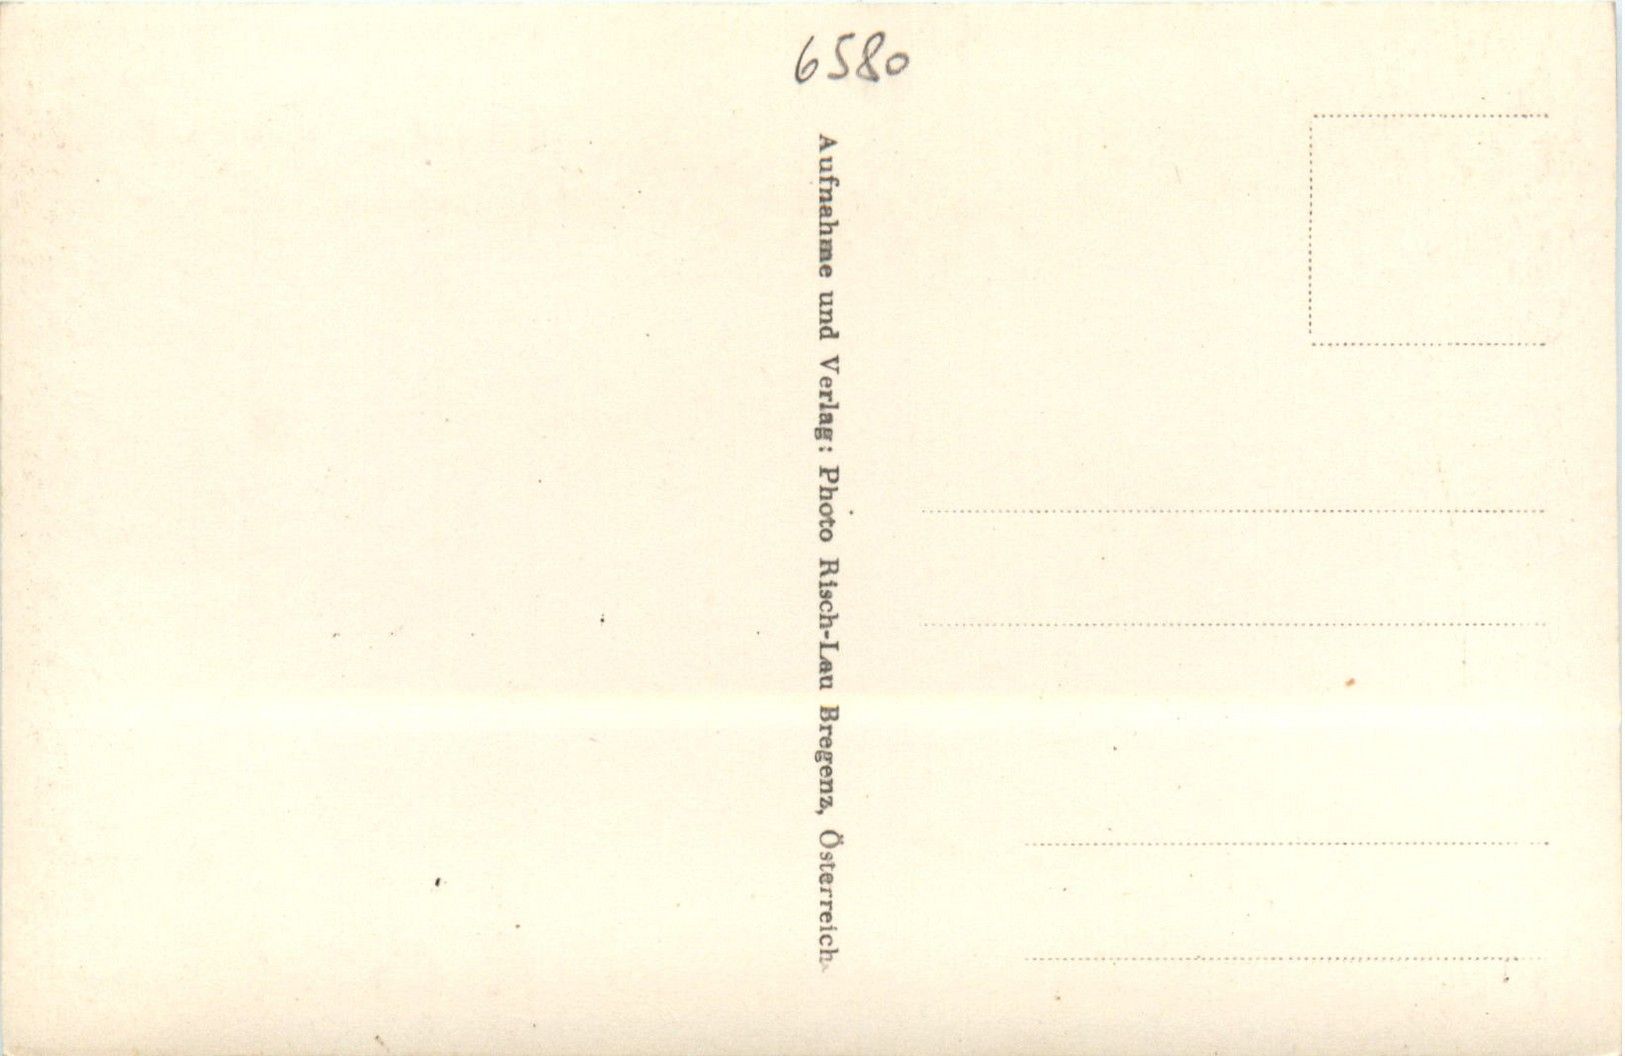 6580
Aufnahme und Verlag: Photo Risch-Lau Bregenz, Österreich